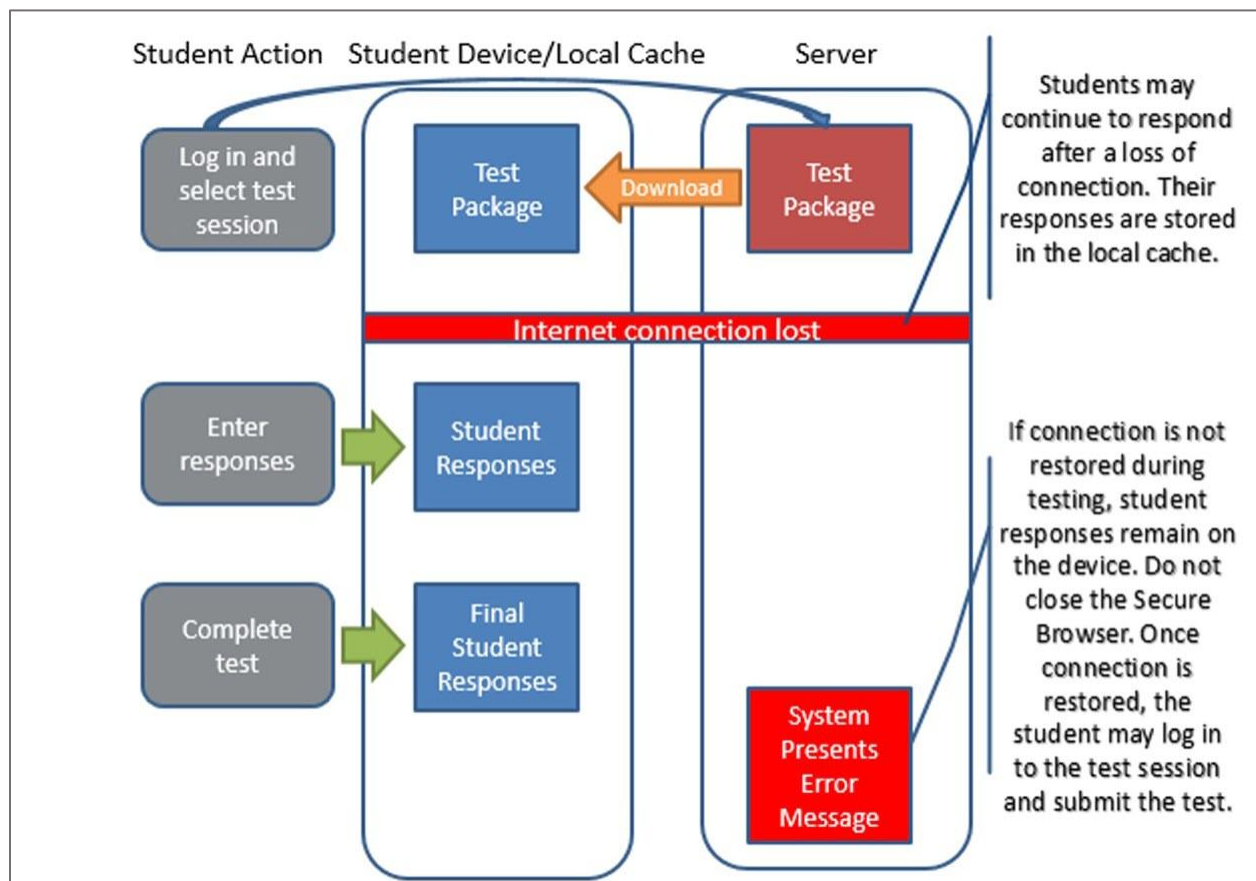 Student Action
Student Device/Local Cache
Server
Log in and
select test
session
Test
Package
Download
Test
Package
Students may
continue to respond
after a loss of
connection. Their
responses are stored
in the local cache.
Internet connection lost
Enter
responses
Student
Responses
Complete
test
Final
Student
Responses
System
Presents
Error
Message
If connection is not
restored during
testing, student
responses remain on
the device. Do not
close the Secure
Browser. Once
connection is
restored, the
student may log in
to the test session
and submit the test.